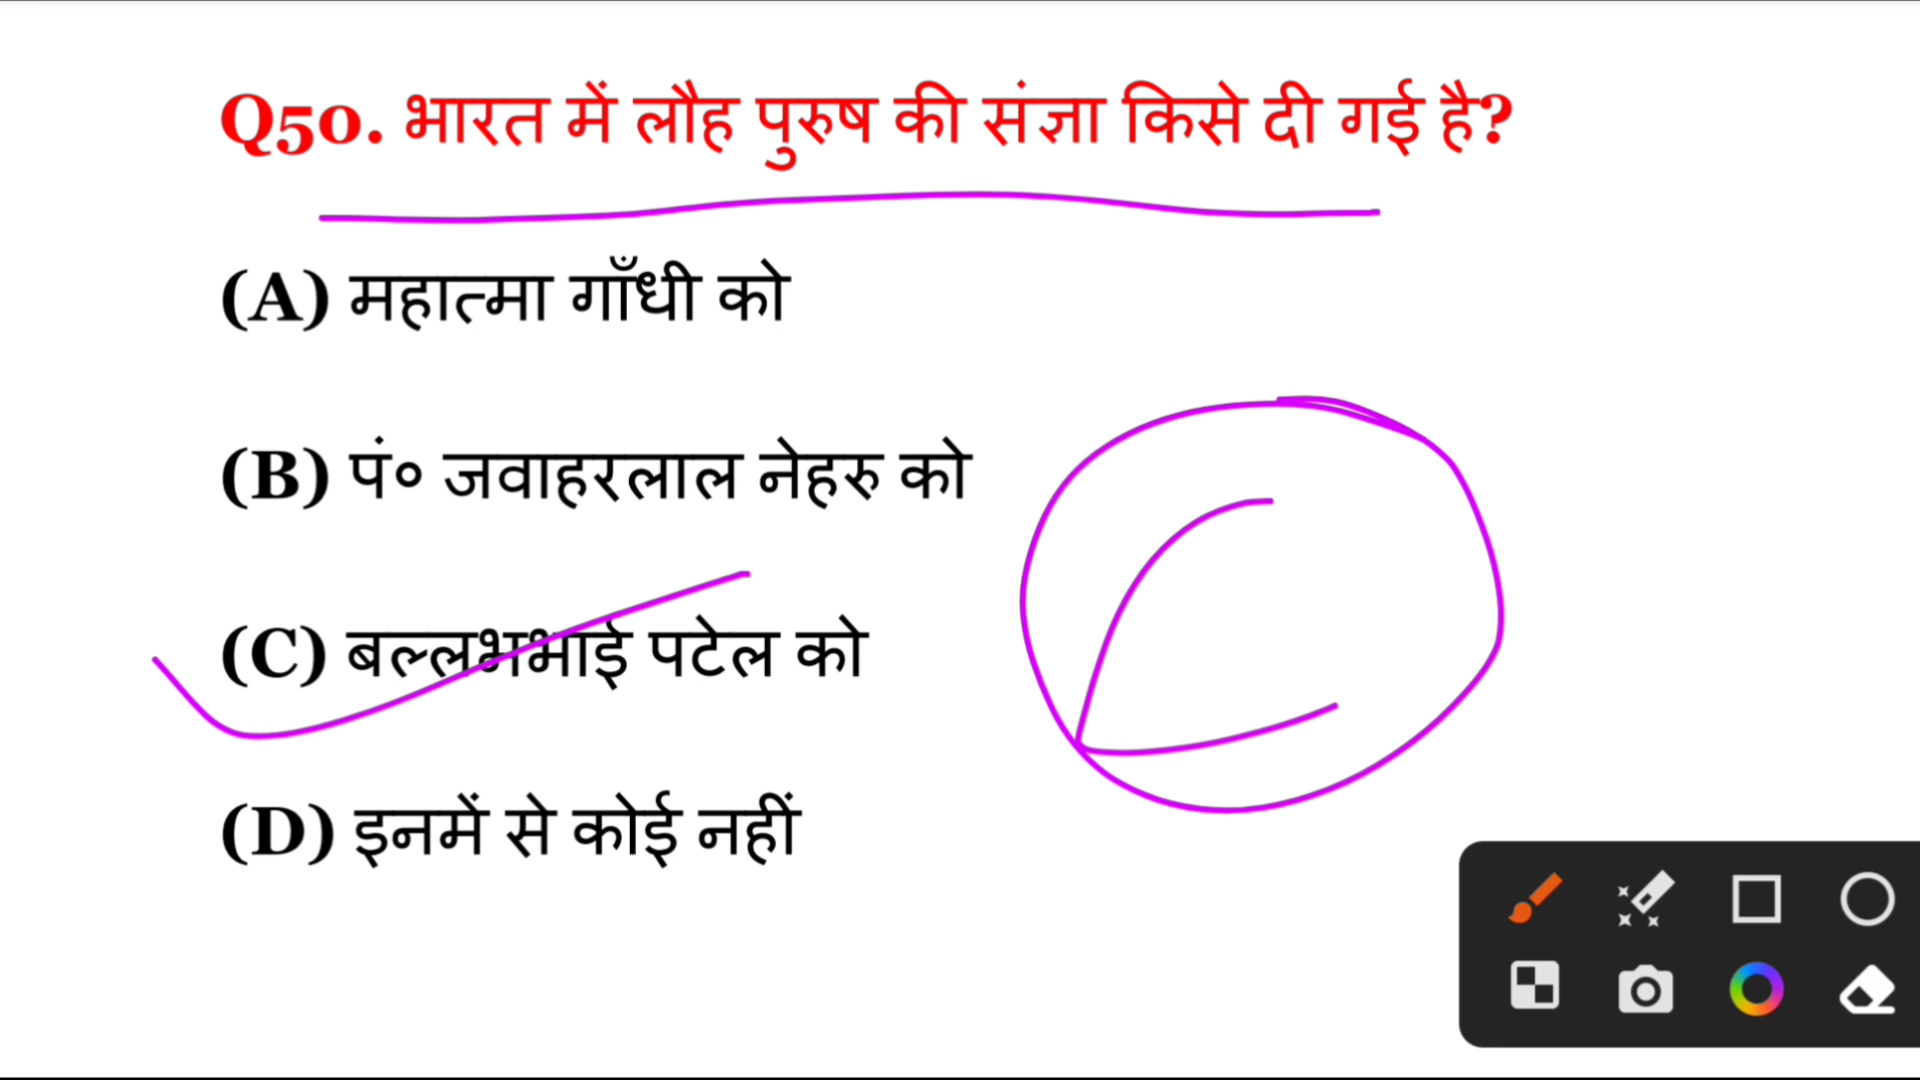 Q50. भारत में लौह पुरुष की संज्ञा किसे दी गई है?
(A) महात्मा गाँधी को
(B) पं० जवाहरलाल नेहरु को
(C) बल्लभभाई पटेल को
(D) इनमें से कोई नहीं